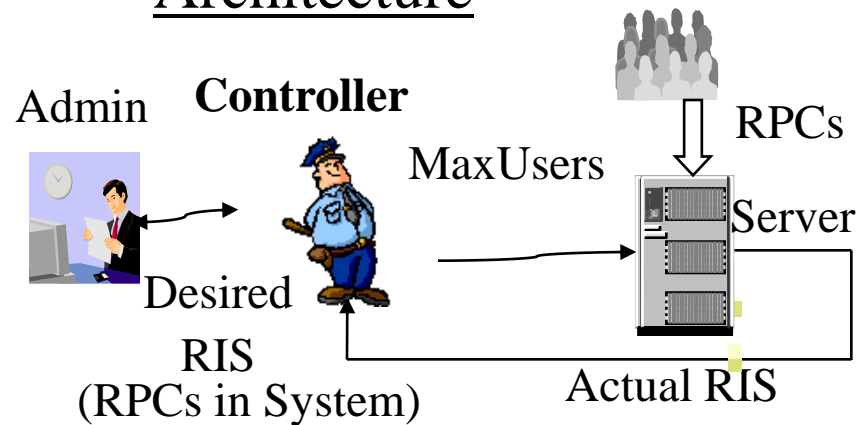 Architecture
Admin
Controller
RPCs
MaxUsers
Server
Desired
RIS
(RPCs in System)
Actual RIS